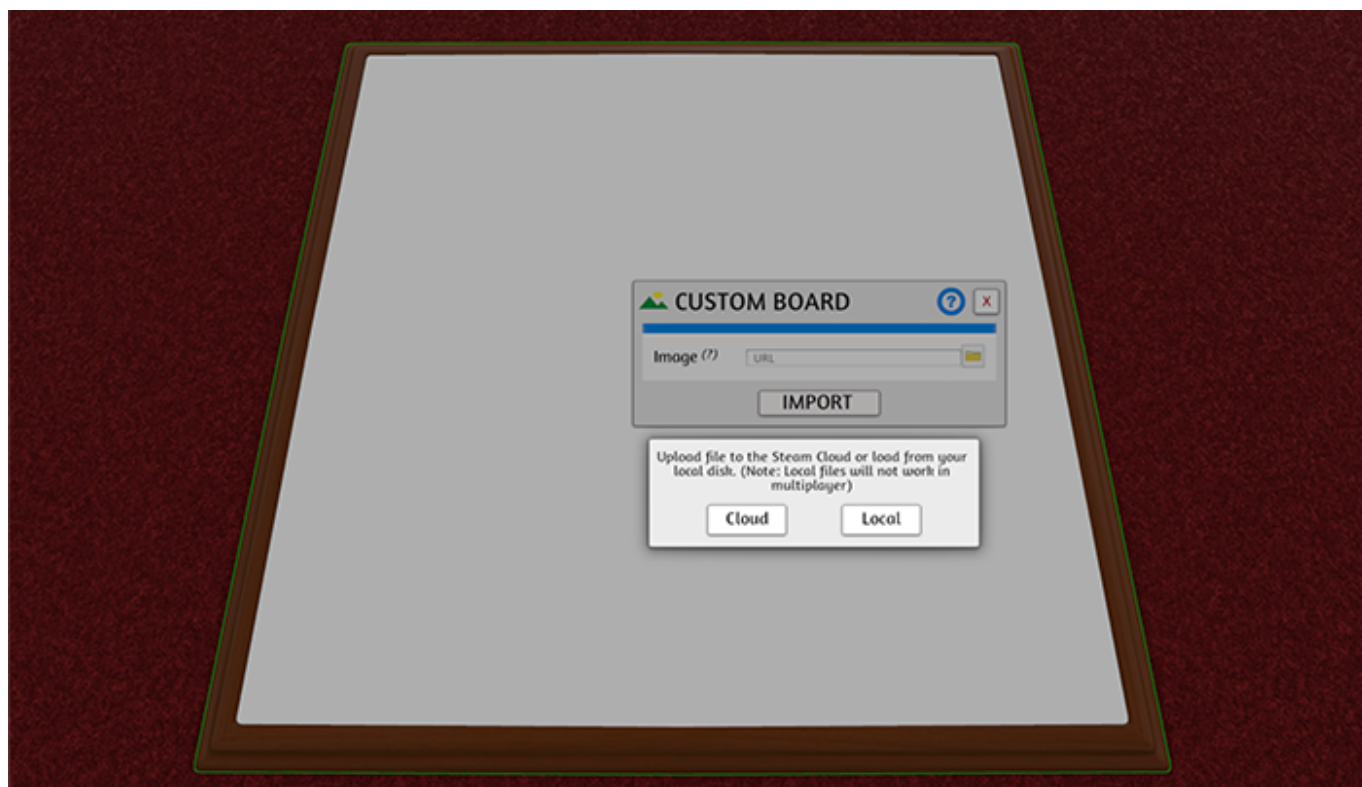 CUSTOM BOARD ? X
Image (?) URL
IMPORT
Upload file to the Steam Cloud or load from your
local disk. (Note: Local files will not work in
multiplayer)
Cloud Local